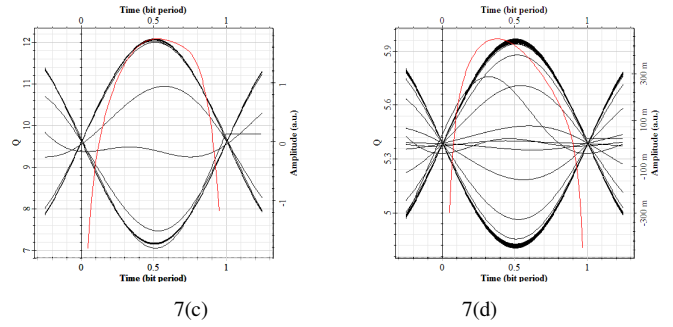 Time (bit period)
0 0.5 1
12
11
10
9
8
7
Q
1
0
-1
Amplitude (a.u.)
0 0.5 1
Time (bit period)
7(c)
Time (bit period)
0 0.5 1
5.9
5.6
5.3
5
Q
300 m
100 m
-100 m
-300 m
Amplitude (a.u.)
0 0.5 1
Time (bit period)
7(d)